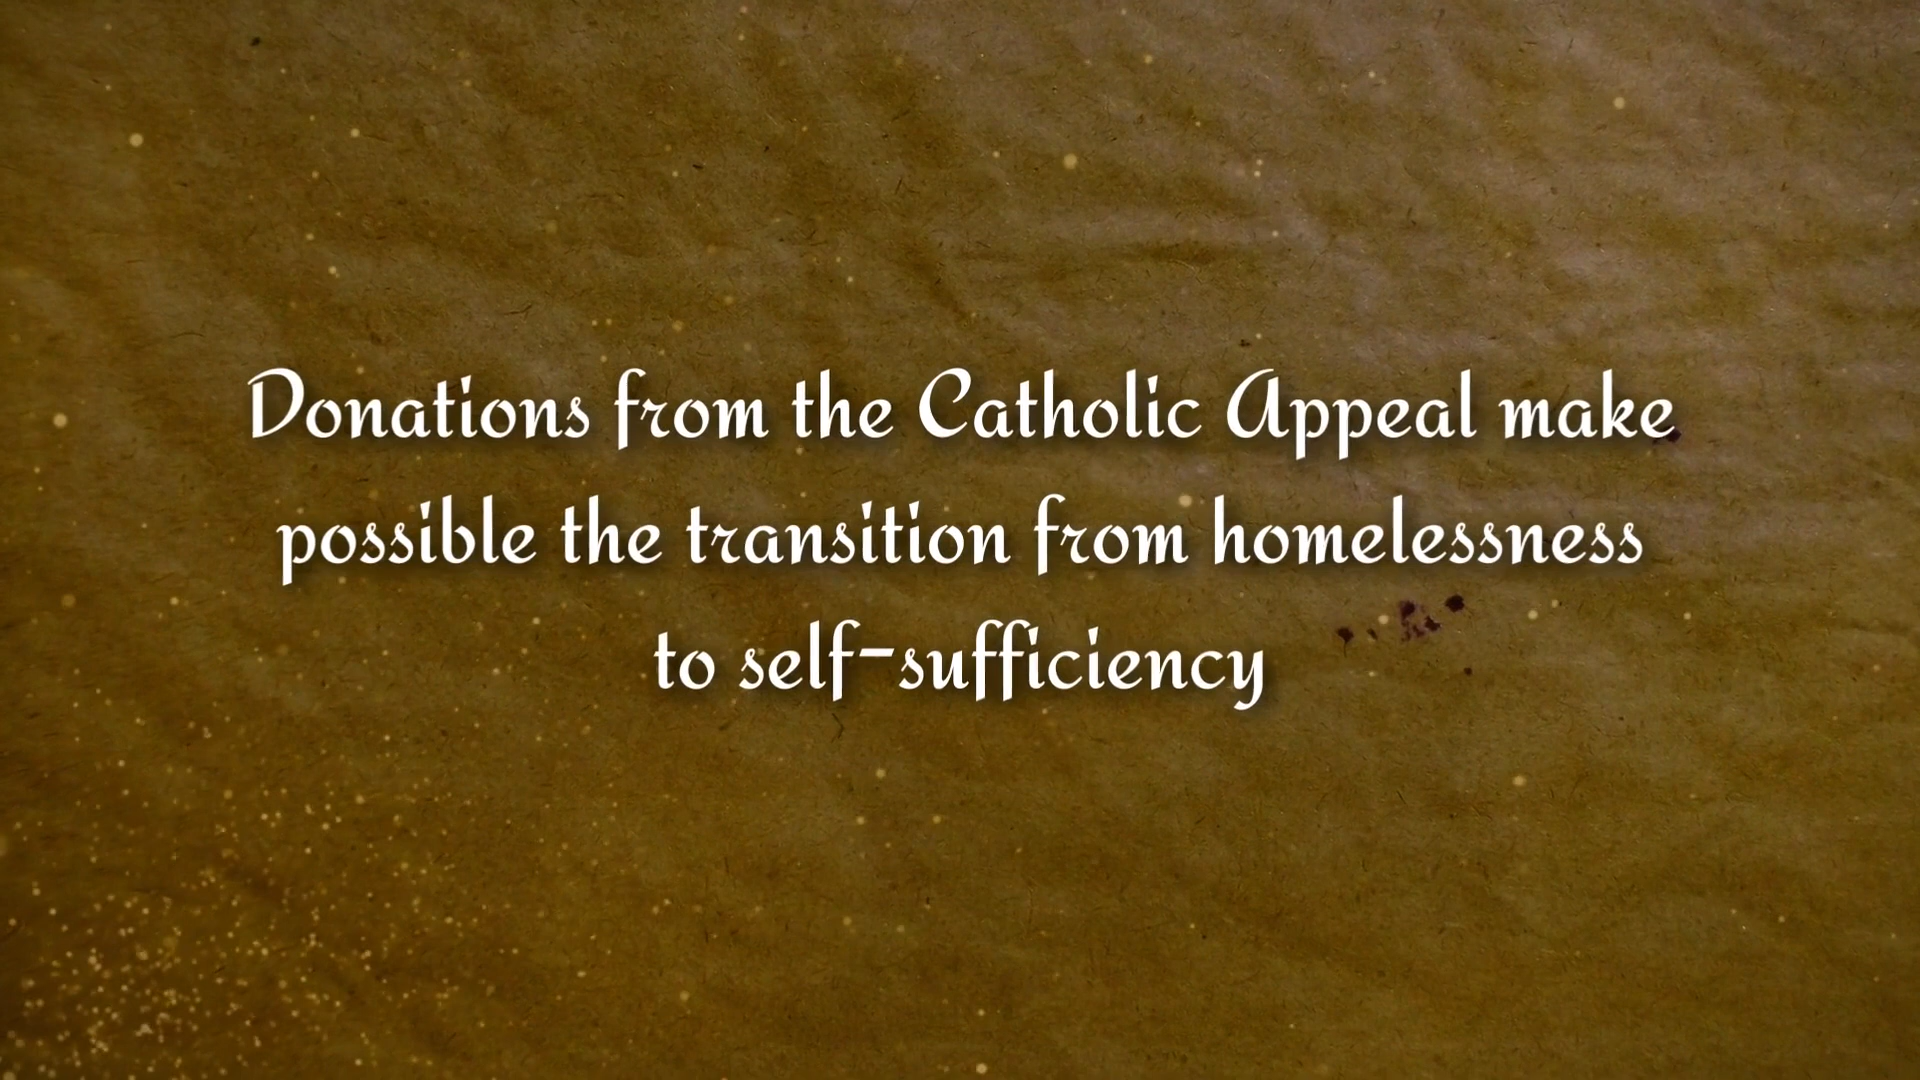 Donations from the Catholic Appeal make
possible the transition from homelessness
to self-sufficiency